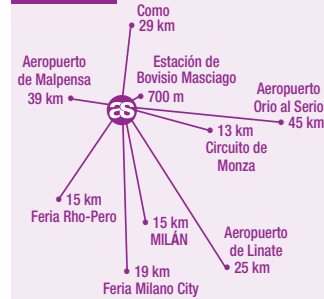 Como
29 km
Estación de
Bovisio Masciago
700 m
Aeropuerto
de Malpensa
39 km
Aeropuerto
Orio al Serio
45 km
13 km
Circuito de
Monza
as
15 km
Feria Rho-Pero
15 km
MILÁN
Aeropuerto
de Linate
25 km
19 km
Feria Milano City